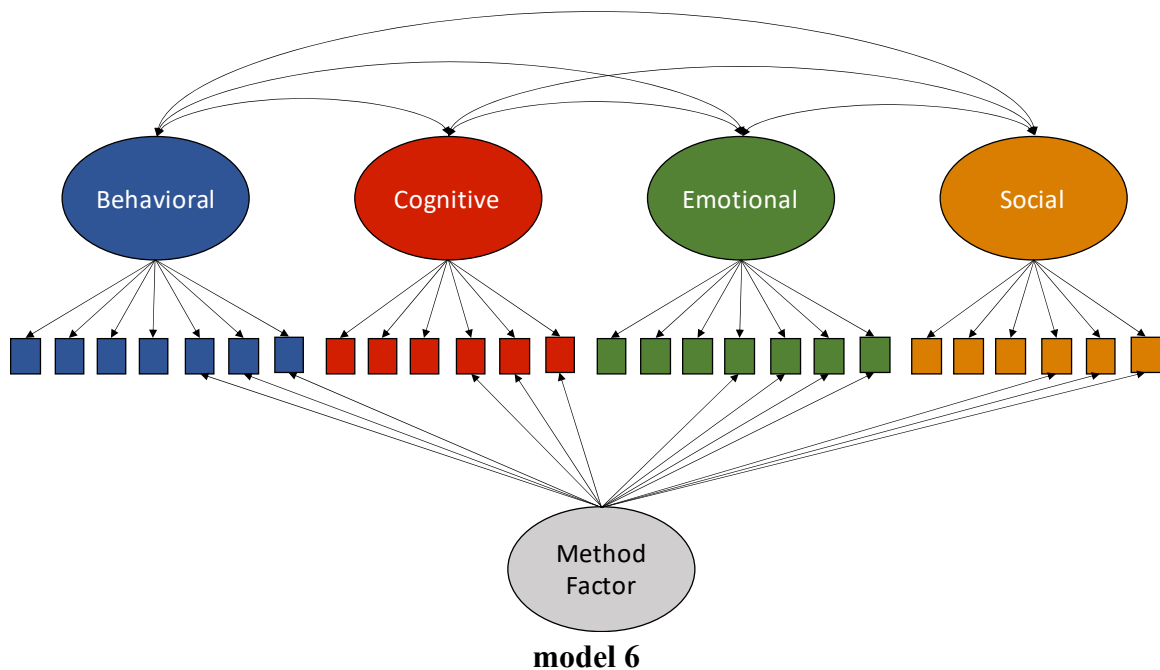 Behavioral
Cognitive
Emotional
Social
Method
Factor
model 6